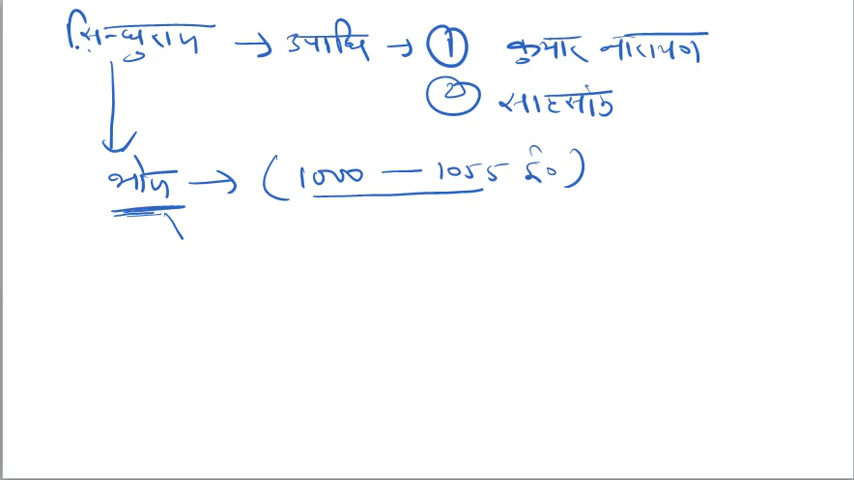 सिन्धुराज → उपाधि → ① कुमार नारायण
② साहसांक
भोज → (1000 — 1055 ई०)